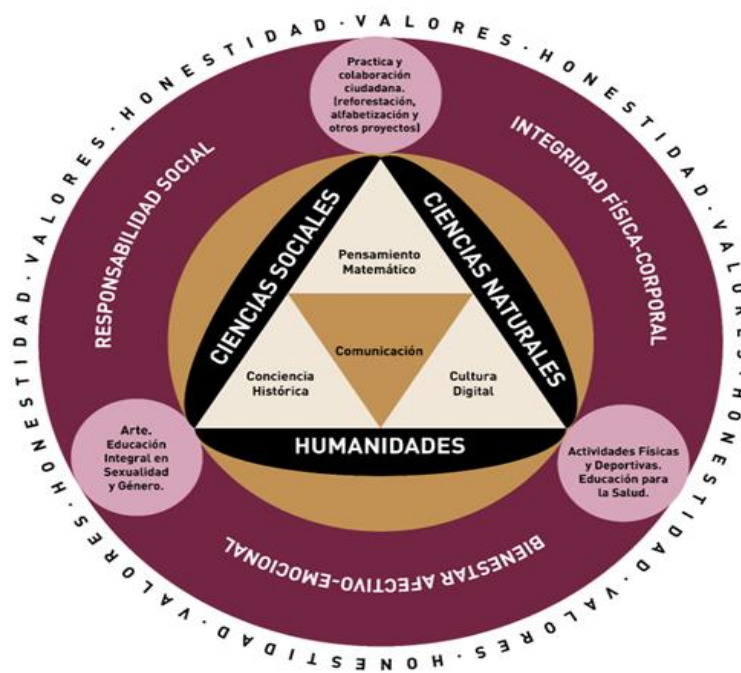 VALORES·HONESTIDAD·VALORES·HONESTIDAD·VALORES·HONESTIDAD·VALORES·HONESTIDAD·VALORES·HONESTIDAD·VALORES·HONESTIDAD·
Practica y
colaboración
ciudadana.
(reforestación,
alfabetización y
otros proyectos)
RESPONSABILIDAD SOCIAL
INTEGRIDAD FÍSICA-CORPORAL
CIENCIAS SOCIALES
CIENCIAS NATURALES
Pensamiento
Matemático
Comunicación
Conciencia
Histórica
Cultura
Digital
HUMANIDADES
Arte.
Educación
Integral en
Sexualidad
y Género.
Actividades Físicas
y Deportivas.
Educación para
la Salud.
BIENESTAR AFECTIVO-EMOCIONAL